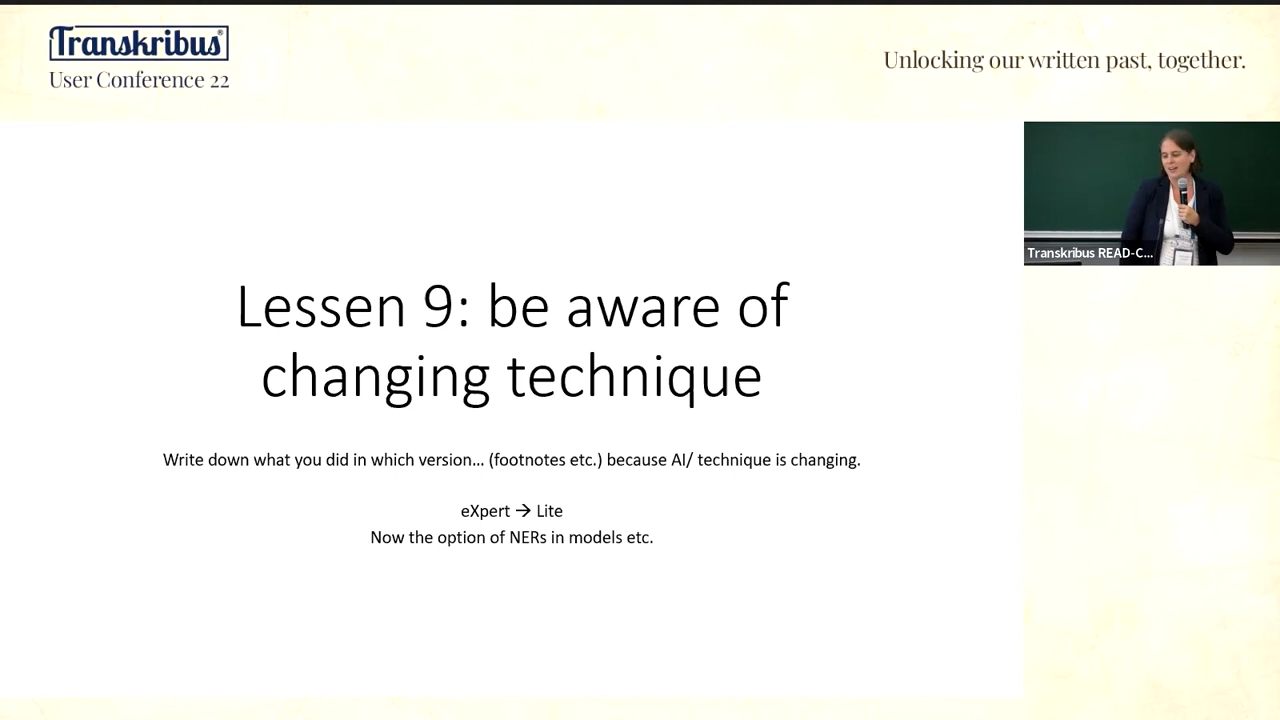 Transkribus®
User Conference 22
Unlocking our written past, together.
Transkribus READ-C...
Lessen 9: be aware of
changing technique
Write down what you did in which version... (footnotes etc.) because AI/ technique is changing.
eXpert → Lite
Now the option of NERs in models etc.